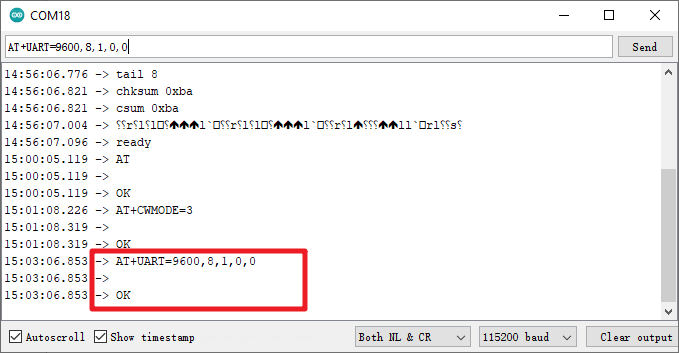 COM18
AT+UART=9600,8,1,0,0
Send
14:56:06.776 -> tail 8
14:56:06.821 -> chksum 0xba
14:56:06.821 -> csum 0xba
14:56:07.004 ->
14:56:07.096 -> ready
15:00:05.119 -> AT
15:00:05.119 ->
15:00:05.119 -> OK
15:01:08.226 -> AT+CWMODE=3
15:01:08.319 ->
15:01:08.319 -> OK
15:03:06.853 -> AT+UART=9600,8,1,0,0
15:03:06.853 ->
15:03:06.853 -> OK
Autoscroll Show timestamp Both NL & CR 115200 baud Clear output